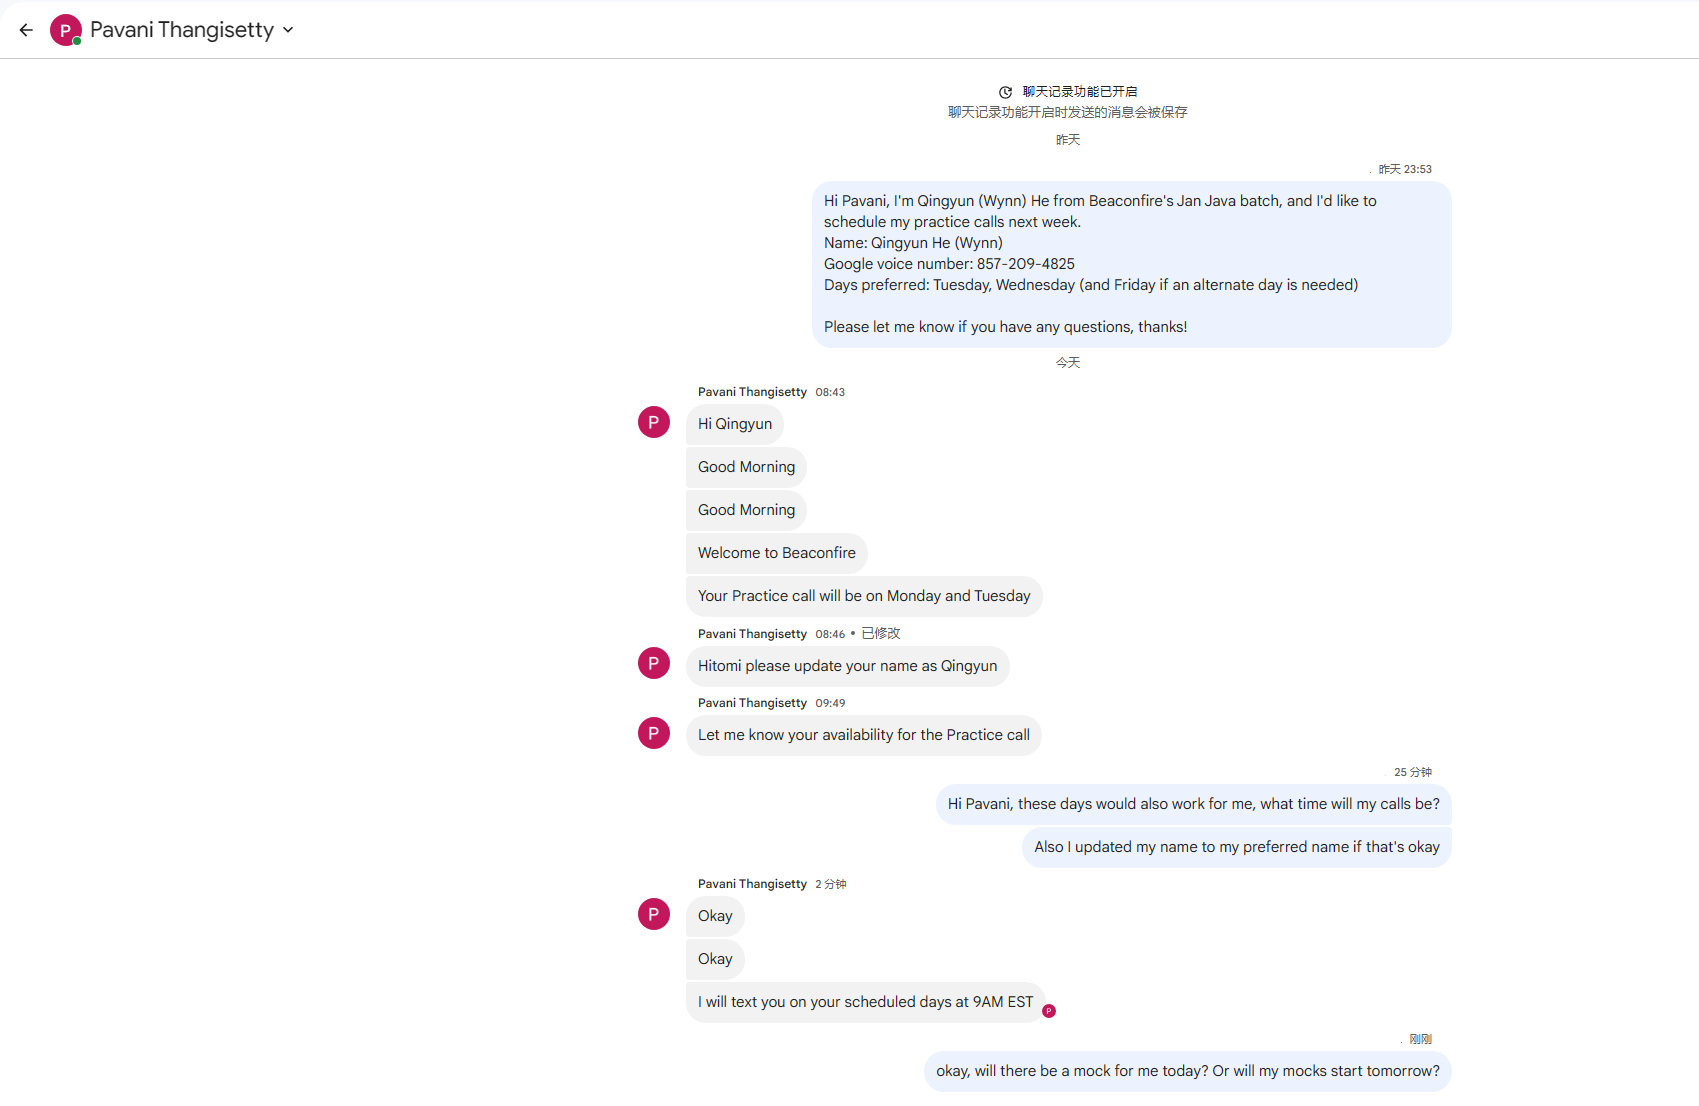 P Pavani Thangisetty
聊天记录功能已开启
聊天记录功能开启时发送的消息会被保存
昨天
昨天 23:53
Hi Pavani, I'm Qingyun (Wynn) He from Beaconfire's Jan Java batch, and I'd like to
schedule my practice calls next week.
Name: Qingyun He (Wynn)
Google voice number: 857-209-4825
Days preferred: Tuesday, Wednesday (and Friday if an alternate day is needed)
Please let me know if you have any questions, thanks!
今天
Pavani Thangisetty 08:43
P Hi Qingyun
Good Morning
Good Morning
Welcome to Beaconfire
Your Practice call will be on Monday and Tuesday
Pavani Thangisetty 08:46 • 已修改
P Hitomi please update your name as Qingyun
Pavani Thangisetty 09:49
P Let me know your availability for the Practice call
25 分钟
Hi Pavani, these days would also work for me, what time will my calls be?
Also I updated my name to my preferred name if that's okay
Pavani Thangisetty 2 分钟
P Okay
Okay
I will text you on your scheduled days at 9AM EST P
刚刚
okay, will there be a mock for me today? Or will my mocks start tomorrow?